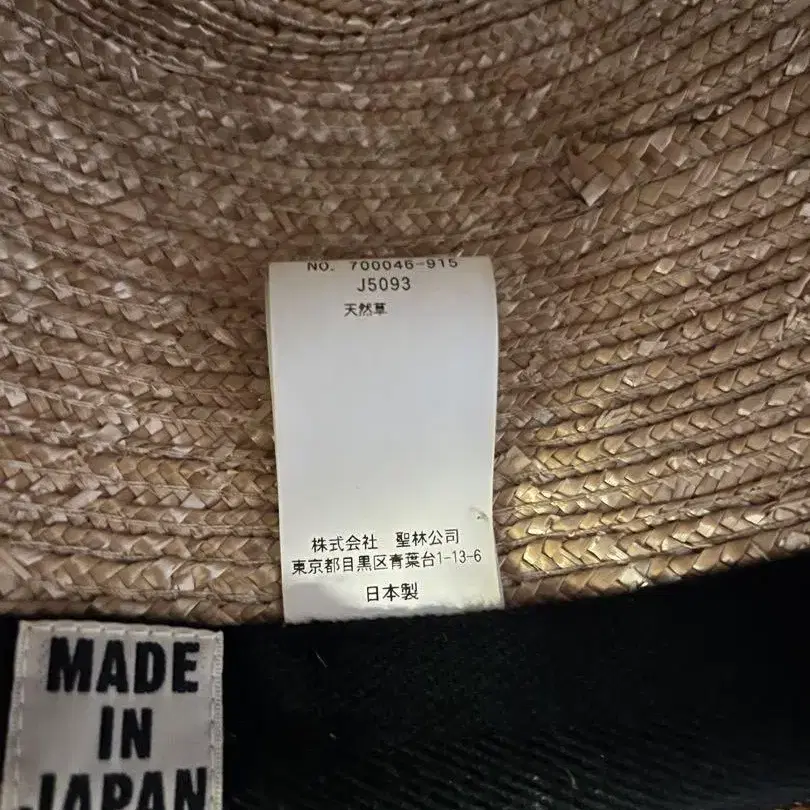 NO. 700046-915
J5093
天然草
株式会社 聖林公司
東京都目黒区青葉台1-13-6
日本製
MADE
IN
JAPAN